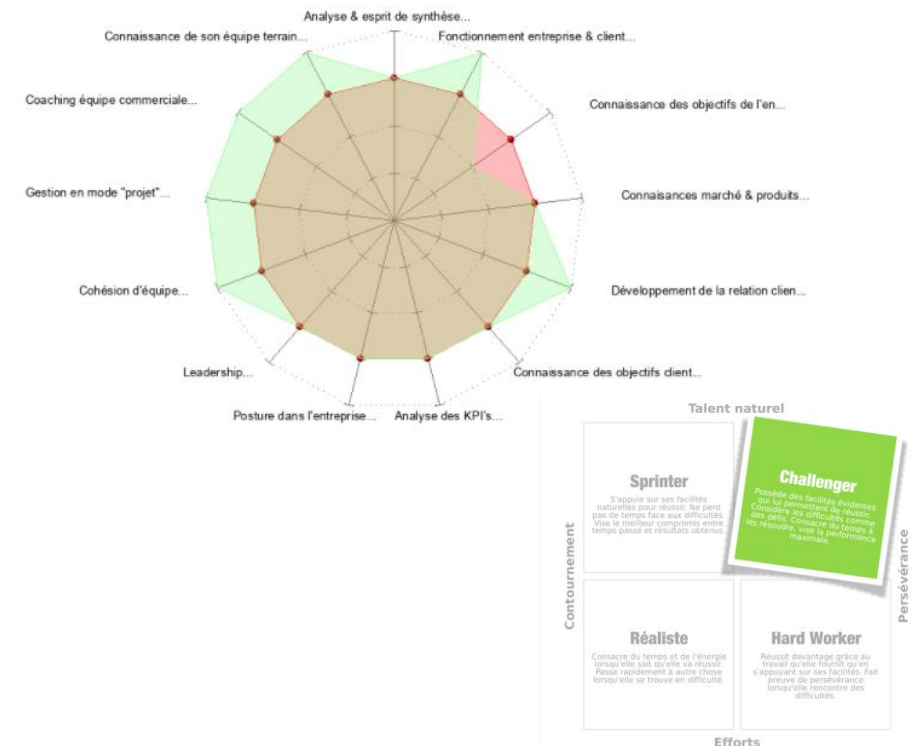 Analyse & esprit de synthèse...
Connaissance de son équipe terrain...
Fonctionnement entreprise & client...
Coaching équipe commerciale...
Connaissance des objectifs de l'en...
Gestion en mode "projet"...
Connaisances marché & produits...
Cohésion d'équipe...
Développement de la relation clien...
Leadership...
Connaissance des objectifs client...
Posture dans l'entreprise...
Analyse des KPI's...
Talent naturel
Sprinter
S'appuie sur ses facilités
naturelles pour réussir. Ne perd
pas de temps face aux difficultés.
Vise le meilleur compromis entre
temps passé et résultats obtenus.
Challenger
Possède des facilités évidentes
qui lui permettent de réussir.
Considère les difficultés comme
des défis. Consacre du temps à
les résoudre, vise la performance
maximale.
Contournement
Persévérance
Réaliste
Consacre du temps et de l'énergie
lorsqu'elle sait qu'elle va réussir.
Passe rapidement à autre chose
lorsqu'elle se trouve en difficulté.
Hard Worker
Réussit davantage grâce au
travail qu'elle fournit qu'en
s'appuyant sur ses facilités. Fait
preuve de persévérance
lorsqu'elle rencontre des
difficultés.
Efforts